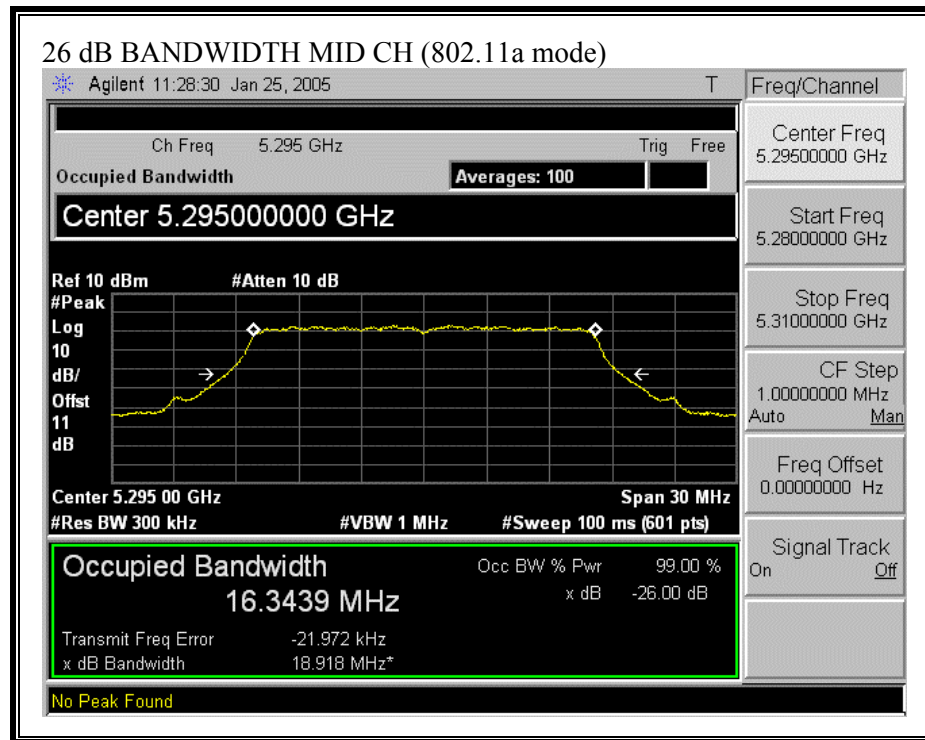 26 dB BANDWIDTH MID CH (802.11a mode)
Agilent 11:28:30 Jan 25, 2005 T
Freq/Channel
Ch Freq 5.295 GHz Trig Free
Occupied Bandwidth Averages: 100
Center 5.295000000 GHz
Ref 10 dBm #Atten 10 dB
#Peak
Log
10
dB/
Offst
11
dB
Center 5.295 00 GHz Span 30 MHz
#Res BW 300 kHz #VBW 1 MHz #Sweep 100 ms (601 pts)
Occupied Bandwidth
16.3439 MHz
Occ BW % Pwr 99.00 %
x dB -26.00 dB
Transmit Freq Error -21.972 kHz
x dB Bandwidth 18.918 MHz*
No Peak Found
Center Freq
5.29500000 GHz
Start Freq
5.28000000 GHz
Stop Freq
5.31000000 GHz
CF Step
1.00000000 MHz
Auto Man
Freq Offset
0.00000000 Hz
Signal Track
On Off